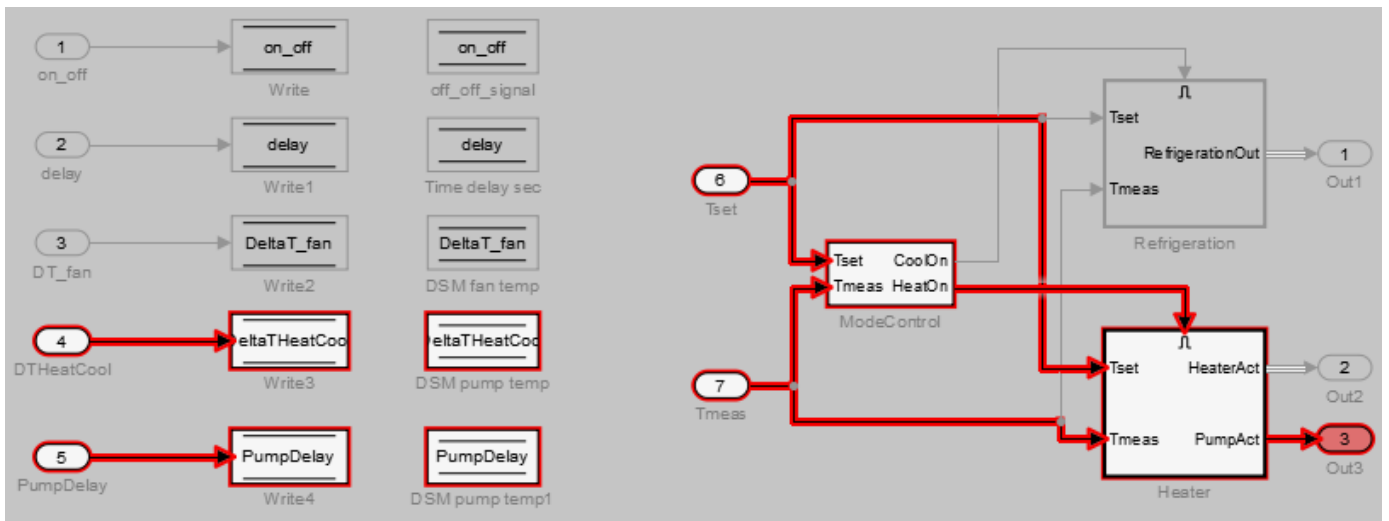 1
on_off
on_off
Write
on_off
off_off_signal
2
delay
delay
Write1
delay
Time delay sec
3
DT_fan
DeltaT_fan
Write2
DeltaT_fan
DSM fan temp
4
DTHeatCool
eltaTHeatCoo
Write3
eltaTHeatCoo
DSM pump temp
5
PumpDelay
PumpDelay
Write4
PumpDelay
DSM pump temp1
6
Tset
7
Tmeas
Tset CoolOn
Tmeas HeatOn
ModeControl
Tset
RefrigerationOut
Tmeas
Refrigeration
1
Out1
Tset HeaterAct
Tmeas PumpAct
Heater
2
Out2
3
Out3